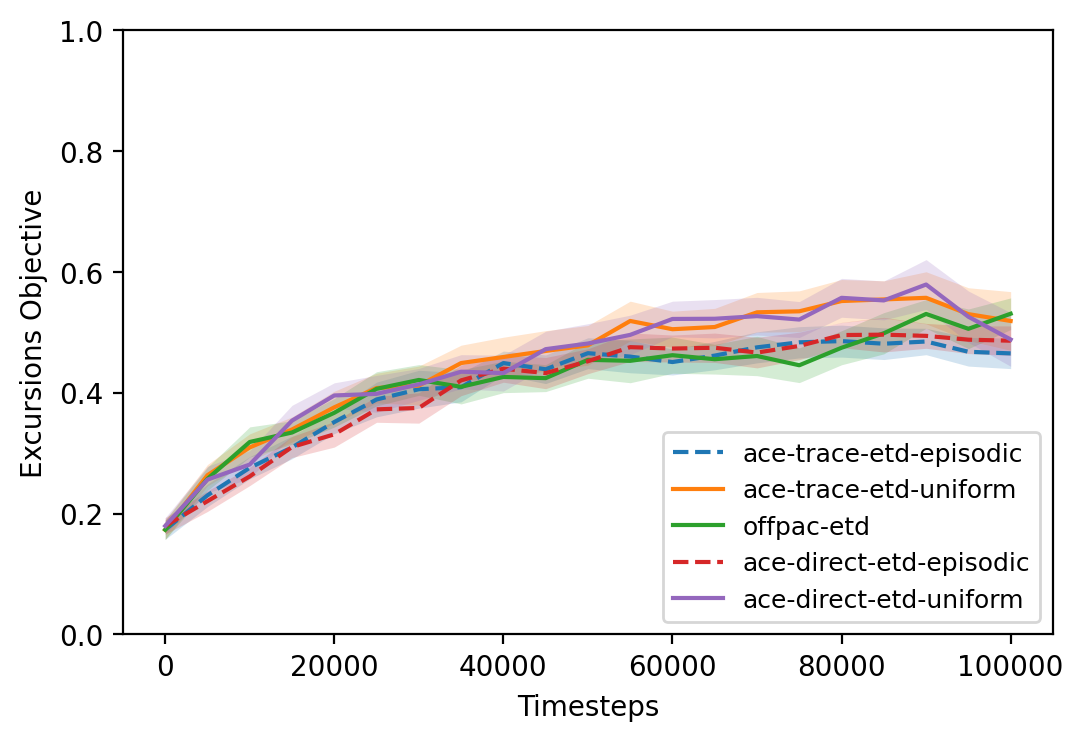 1.0
0.8
0.6
0.4
0.2
0.0
Excursions Objective
0 20000 40000 60000 80000 100000
Timesteps
ace-trace-etd-episodic
ace-trace-etd-uniform
offpac-etd
ace-direct-etd-episodic
ace-direct-etd-uniform